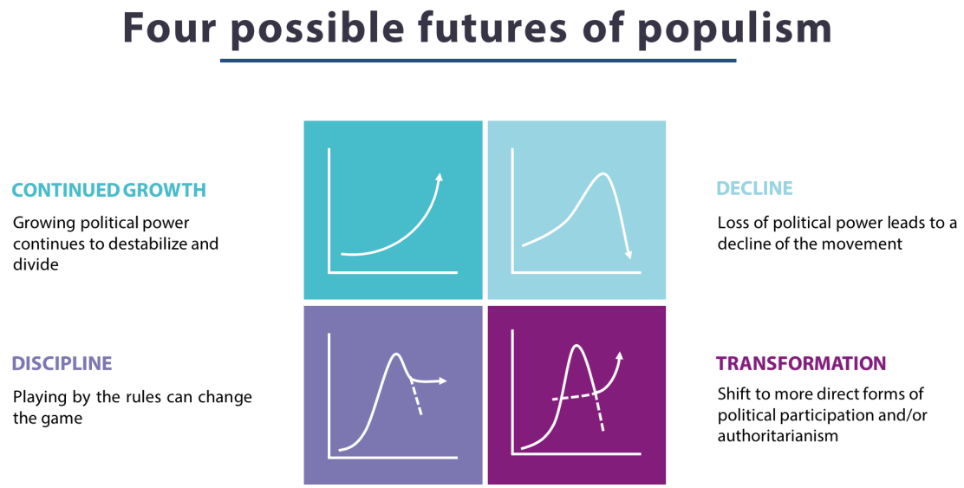 Four possible futures of populism
CONTINUED GROWTH
Growing political power
continues to destabilize and
divide
DECLINE
Loss of political power leads to a
decline of the movement
DISCIPLINE
Playing by the rules can change
the game
TRANSFORMATION
Shift to more direct forms of
political participation and/or
authoritarianism